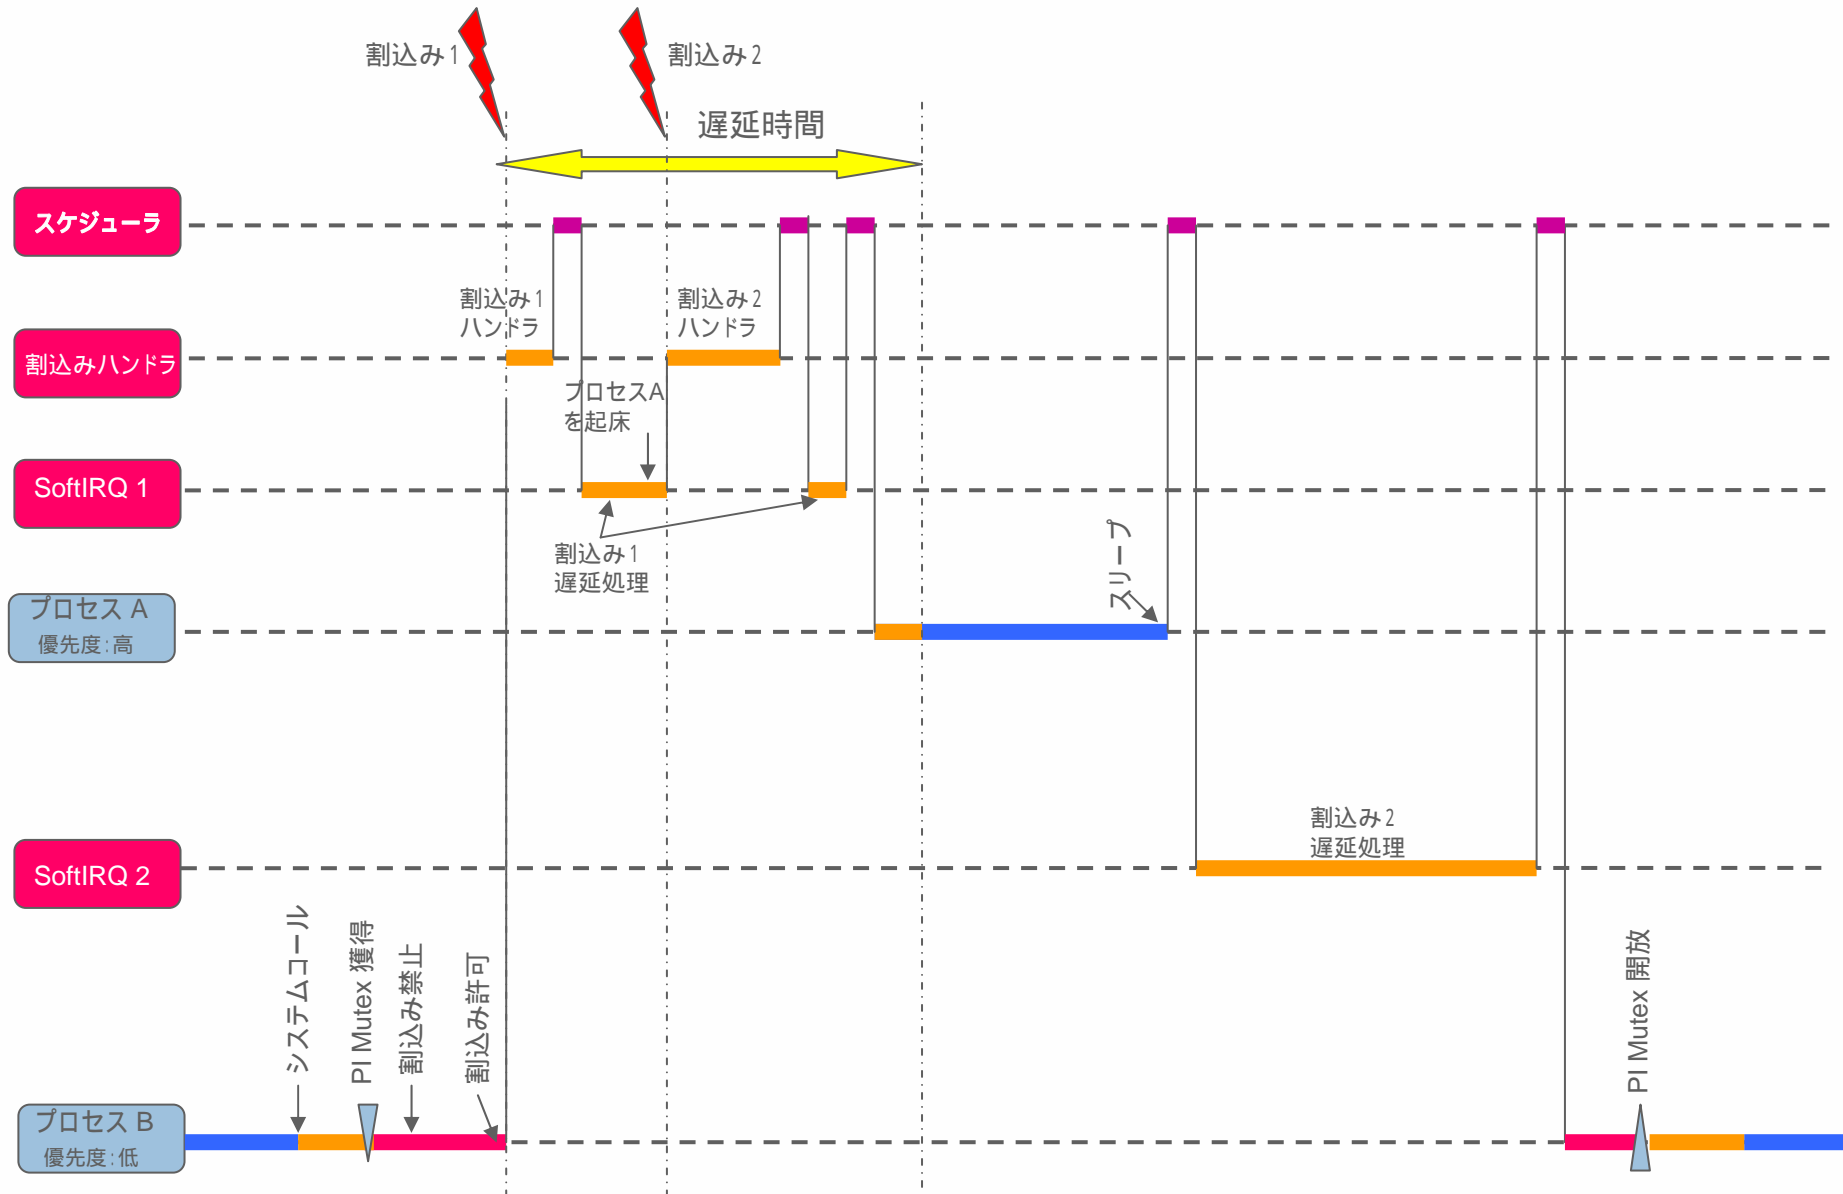 割込み1
割込み2
遅延時間
スケジューラ
割込み1
ハンドラ
割込み2
ハンドラ
割込みハンドラ
プロセスA
を起床
SoftIRQ 1
割込み1
遅延処理
スリープ
プロセス A
優先度:高
割込み2
遅延処理
SoftIRQ 2
システムコール
PI Mutex 獲得
割込み禁止
割込み許可
PI Mutex 開放
プロセス B
優先度:低